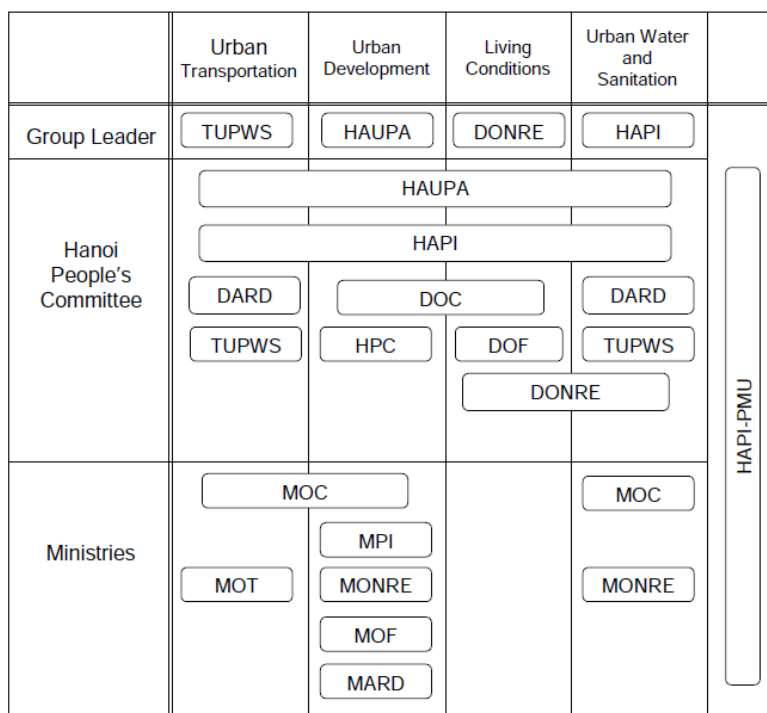 Urban
Transportation
Urban
Development
Living
Conditions
Urban Water
and
Sanitation
Group Leader
TUPWS
HAUPA
DONRE
HAPI
Hanoi
People's
Committee
HAUPA
HAPI
DARD
DOC
DARD
TUPWS
HPC
DOF
TUPWS
DONRE
Ministries
MOC
MOC
MPI
MOT
MONRE
MONRE
MOF
MARD
HAPI-PMU